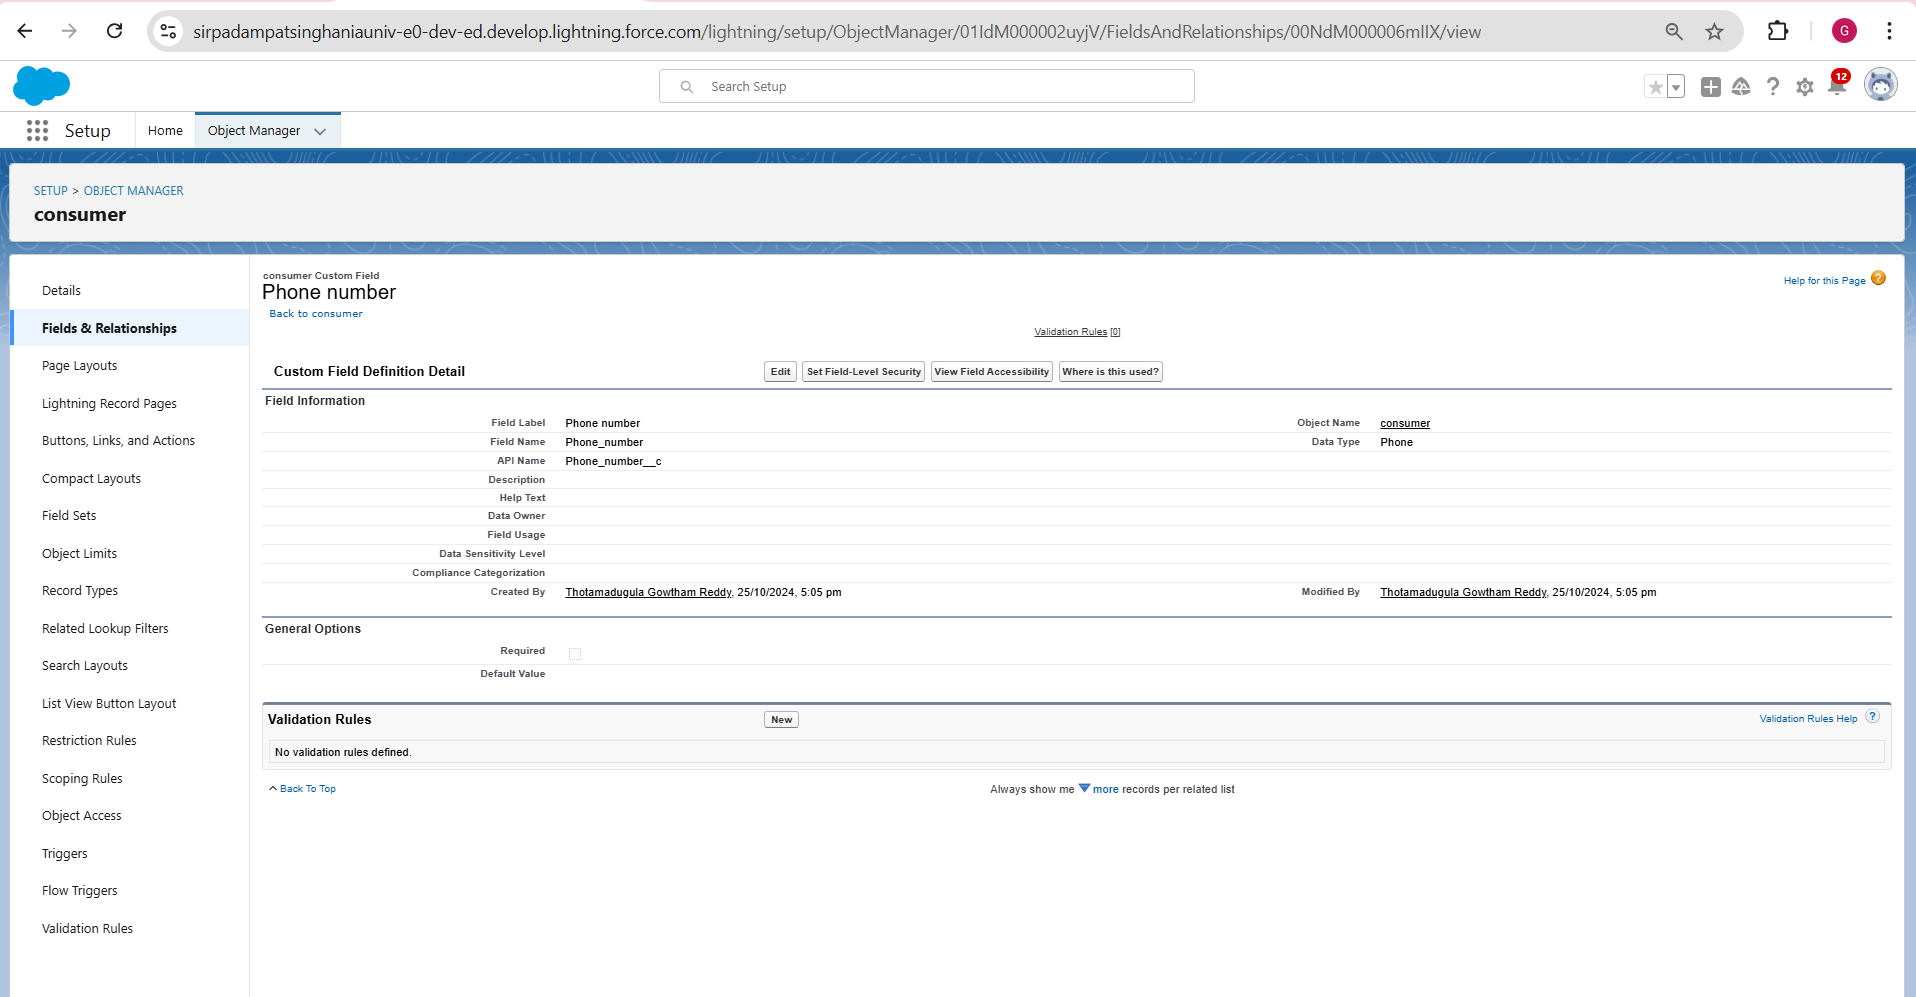 sirpadampatsinghaniauniv-e0-dev-ed.develop.lightning.force.com/lightning/setup/ObjectManager/01IdM000002uyjV/FieldsAndRelationships/00NdM000006mIIX/view
G
Search Setup
12
Setup
Home
Object Manager
SETUP > OBJECT MANAGER
consumer
Details
Fields & Relationships
Page Layouts
Lightning Record Pages
Buttons, Links, and Actions
Compact Layouts
Field Sets
Object Limits
Record Types
Related Lookup Filters
Search Layouts
List View Button Layout
Restriction Rules
Scoping Rules
Object Access
Triggers
Flow Triggers
Validation Rules
consumer Custom Field
Phone number
Back to consumer
Help for this Page
Validation Rules [0]
Custom Field Definition Detail
Edit Set Field-Level Security View Field Accessibility Where is this used?
Field Information
Field Label Phone number Object Name consumer
Field Name Phone_number Data Type Phone
API Name Phone_number__c
Description
Help Text
Data Owner
Field Usage
Data Sensitivity Level
Compliance Categorization
Created By Thotamadugula Gowtham Reddy, 25/10/2024, 5:05 pm Modified By Thotamadugula Gowtham Reddy, 25/10/2024, 5:05 pm
General Options
Required
Default Value
Validation Rules New Validation Rules Help ?
No validation rules defined.
Back To Top Always show me more records per related list